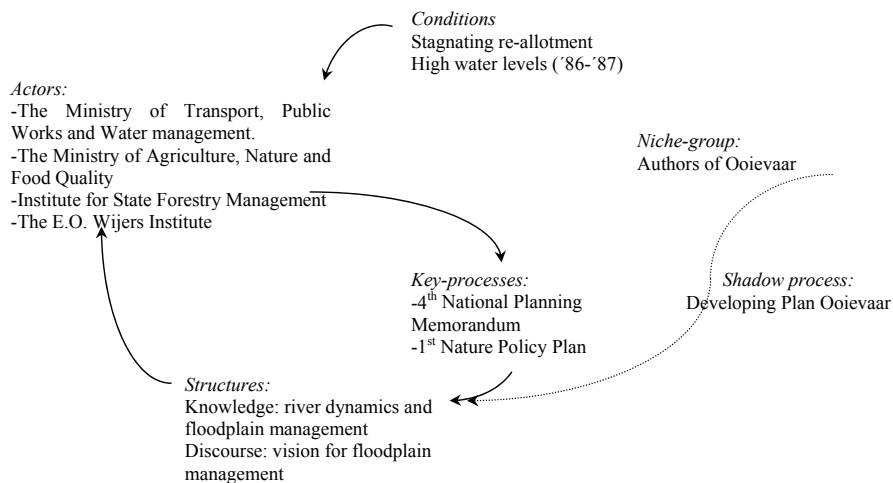 Conditions
Stagnating re-allotment
High water levels (´86-´87)
Actors:
-The Ministry of Transport, Public
Works and Water management.
-The Ministry of Agriculture, Nature and
Food Quality
-Institute for State Forestry Management
-The E.O. Wijers Institute
Niche-group:
Authors of Ooievaar
Key-processes:
-4th National Planning
Memorandum
-1st Nature Policy Plan
Shadow process:
Developing Plan Ooievaar
Structures:
Knowledge: river dynamics and
floodplain management
Discourse: vision for floodplain
management